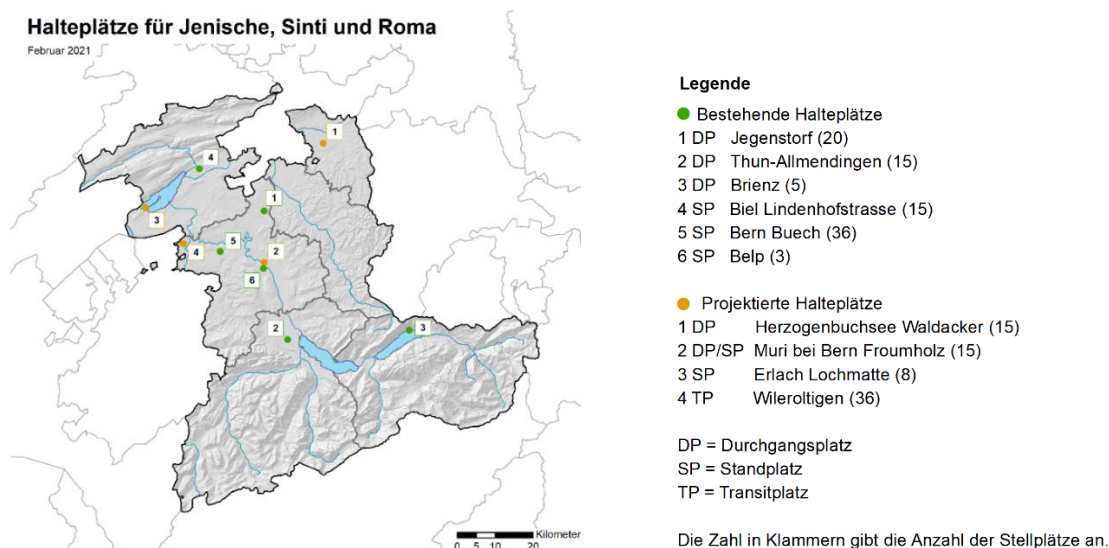 Halteplätze für Jenische, Sinti und Roma
Februar 2021
1
4
3
1
5
4
2
6
2
3
Kilometer
0 5 10 20
Legende
Bestehende Halteplätze
1 DP Jegenstorf (20)
2 DP Thun-Allmendingen (15)
3 DP Brienz (5)
4 SP Biel Lindenhofstrasse (15)
5 SP Bern Buech (36)
6 SP Belp (3)
Projektierte Halteplätze
1 DP Herzogenbuchsee Waldacker (15)
2 DP/SP Muri bei Bern Froumholz (15)
3 SP Erlach Lochmatte (8)
4 TP Wileroltigen (36)
DP = Durchgangsplatz
SP = Standplatz
TP = Transitplatz
Die Zahl in Klammern gibt die Anzahl der Stellplätze an.